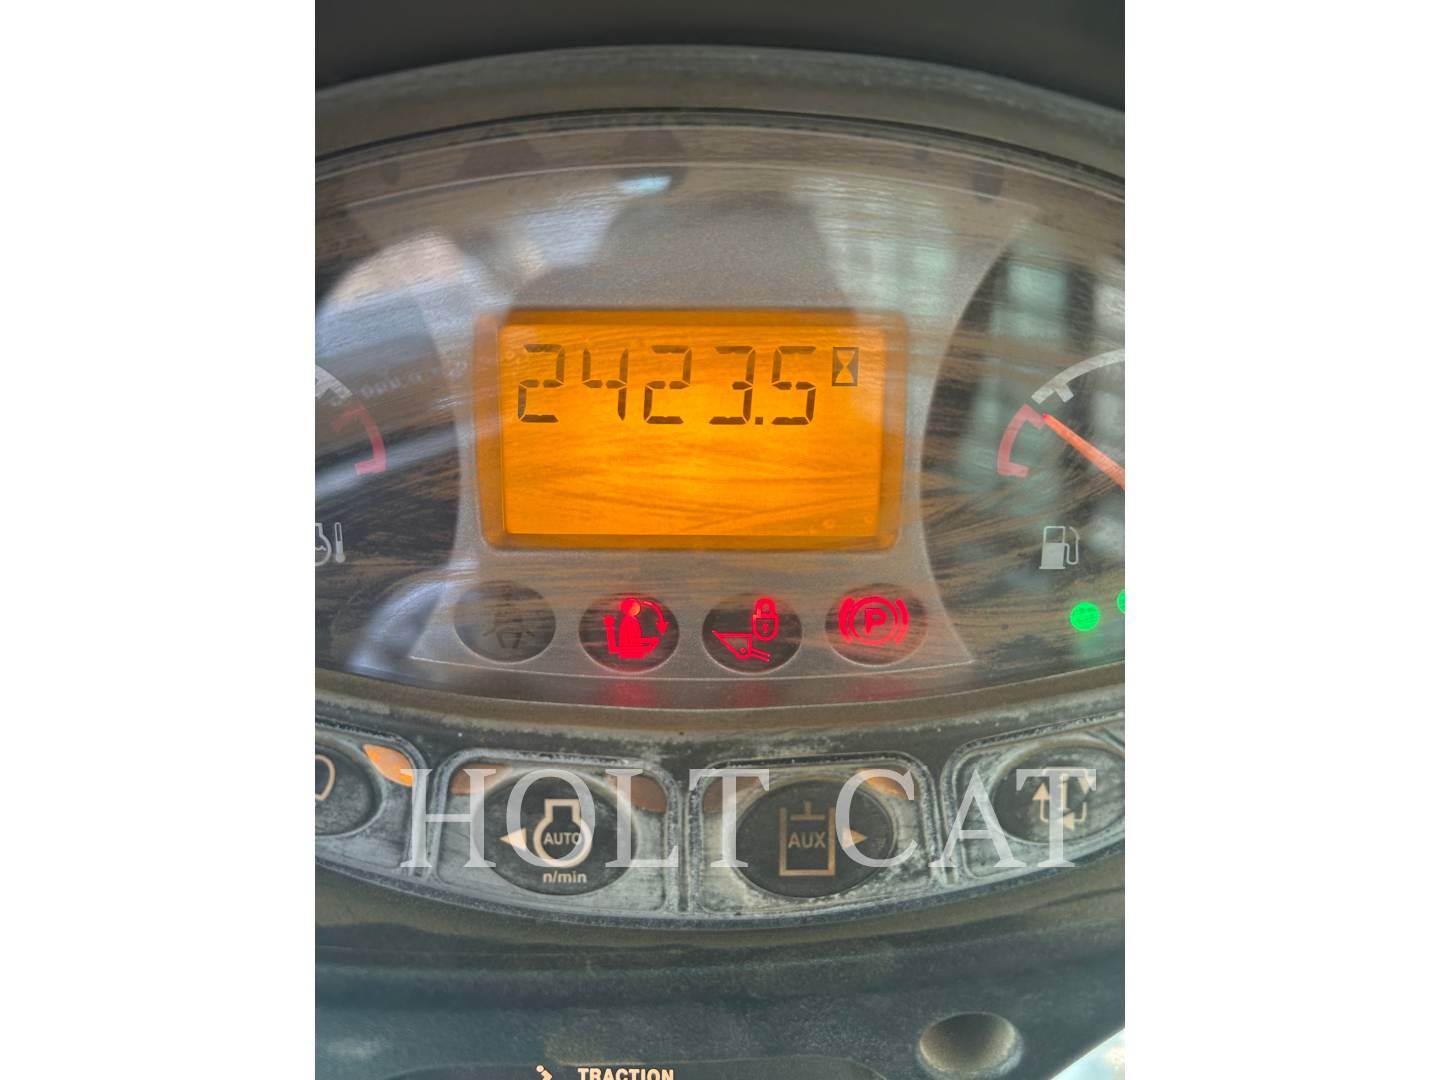 2423.5
P
AUTO
n/min
AUX
HOLT CAT
TRACTION